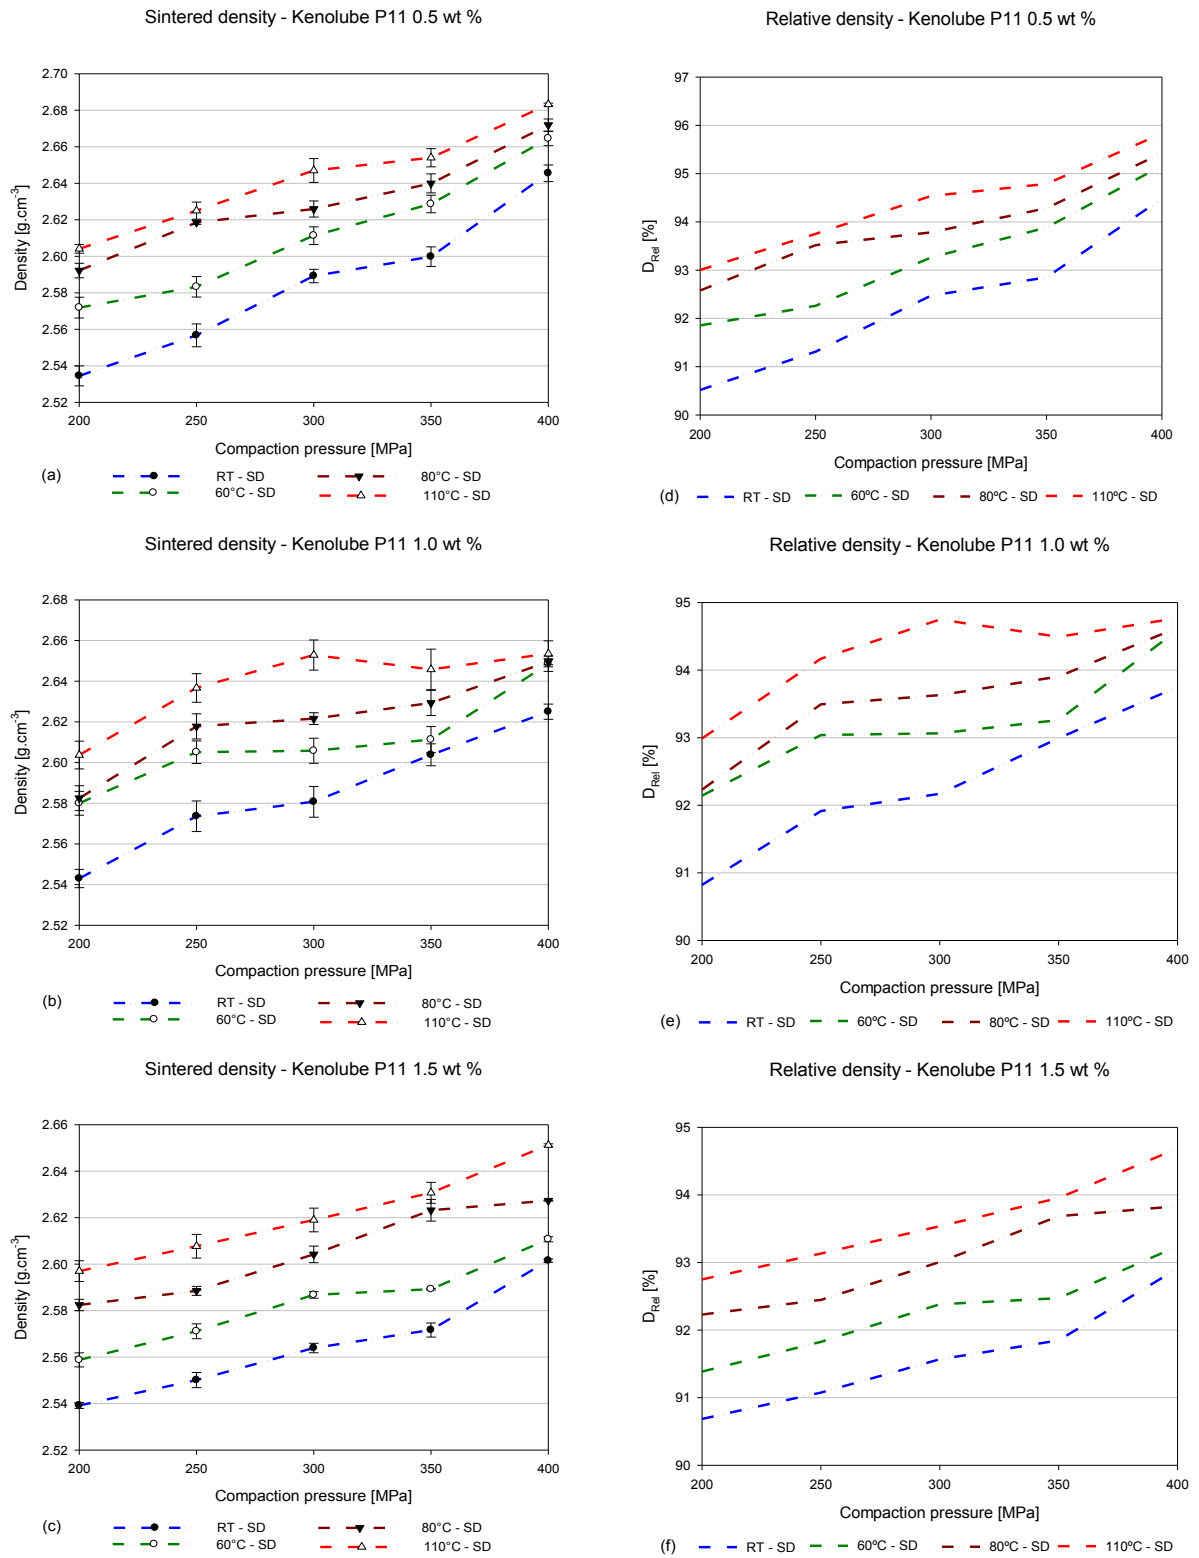 Sintered density - Kenolube P11 0.5 wt %
Density [g.cm-3]
2.70
2.68
2.66
2.64
2.62
2.60
2.58
2.56
2.54
2.52
200 250 300 350 400
Compaction pressure [MPa]
(a)
RT - SD 80°C - SD
60°C - SD 110°C - SD
Relative density - Kenolube P11 0.5 wt %
DRel [%]
97
96
95
94
93
92
91
90
200 250 300 350 400
Compaction pressure [MPa]
(d) RT - SD 60ºC - SD 80ºC - SD 110ºC - SD
Sintered density - Kenolube P11 1.0 wt %
Density [g.cm-3]
2.68
2.66
2.64
2.62
2.60
2.58
2.56
2.54
2.52
200 250 300 350 400
Compaction pressure [MPa]
(b)
RT - SD 80°C - SD
60°C - SD 110°C - SD
Relative density - Kenolube P11 1.0 wt %
DRel [%]
95
94
93
92
91
90
200 250 300 350 400
Compaction pressure [MPa]
(e) RT - SD 60ºC - SD 80ºC - SD 110ºC - SD
Sintered density - Kenolube P11 1.5 wt %
Density [g.cm-3]
2.66
2.64
2.62
2.60
2.58
2.56
2.54
2.52
200 250 300 350 400
Compaction pressure [MPa]
(c)
RT - SD 80°C - SD
60°C - SD 110°C - SD
Relative density - Kenolube P11 1.5 wt %
DRel [%]
95
94
93
92
91
90
200 250 300 350 400
Compaction pressure [MPa]
(f) RT - SD 60ºC - SD 80ºC - SD 110ºC - SD